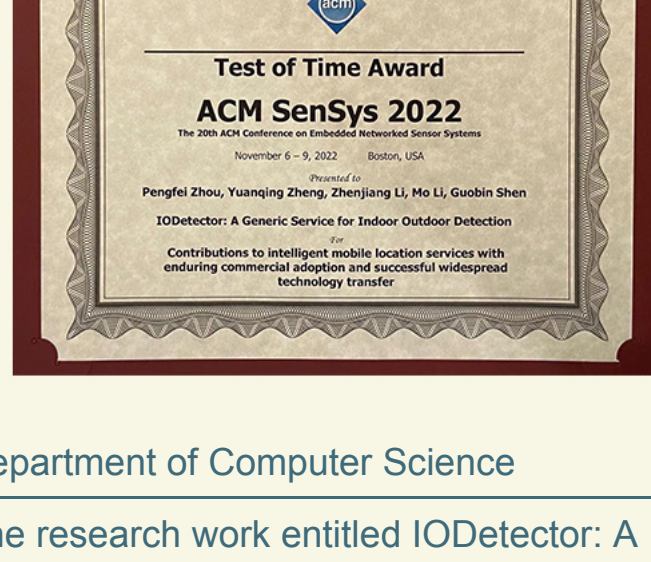 acm
Test of Time Award
ACM SenSys 2022
The 20th ACM Conference on Embedded Networked Sensor Systems
November 6 – 9, 2022 Boston, USA
Presented to
Pengfei Zhou, Yuanqing Zheng, Zhenjiang Li, Mo Li, Guobin Shen
IODetector: A Generic Service for Indoor Outdoor Detection
For
Contributions to intelligent mobile location services with
enduring commercial adoption and successful widespread
technology transfer
epartment of Computer Science
ne research work entitled IODetector: A